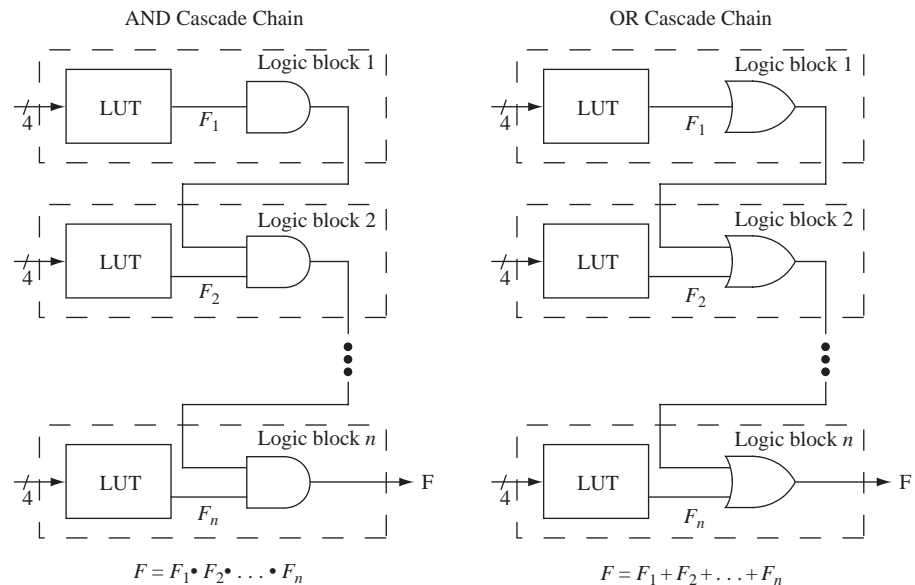 AND Cascade Chain
Logic block 1
LUT
4
F₁
Logic block 2
LUT
4
F₂
Logic block n
LUT
4
Fₙ
F
F = F₁ • F₂ • . . . • Fₙ
OR Cascade Chain
Logic block 1
LUT
4
F₁
Logic block 2
LUT
4
F₂
Logic block n
LUT
4
Fₙ
F
F = F₁ + F₂ + . . . + Fₙ